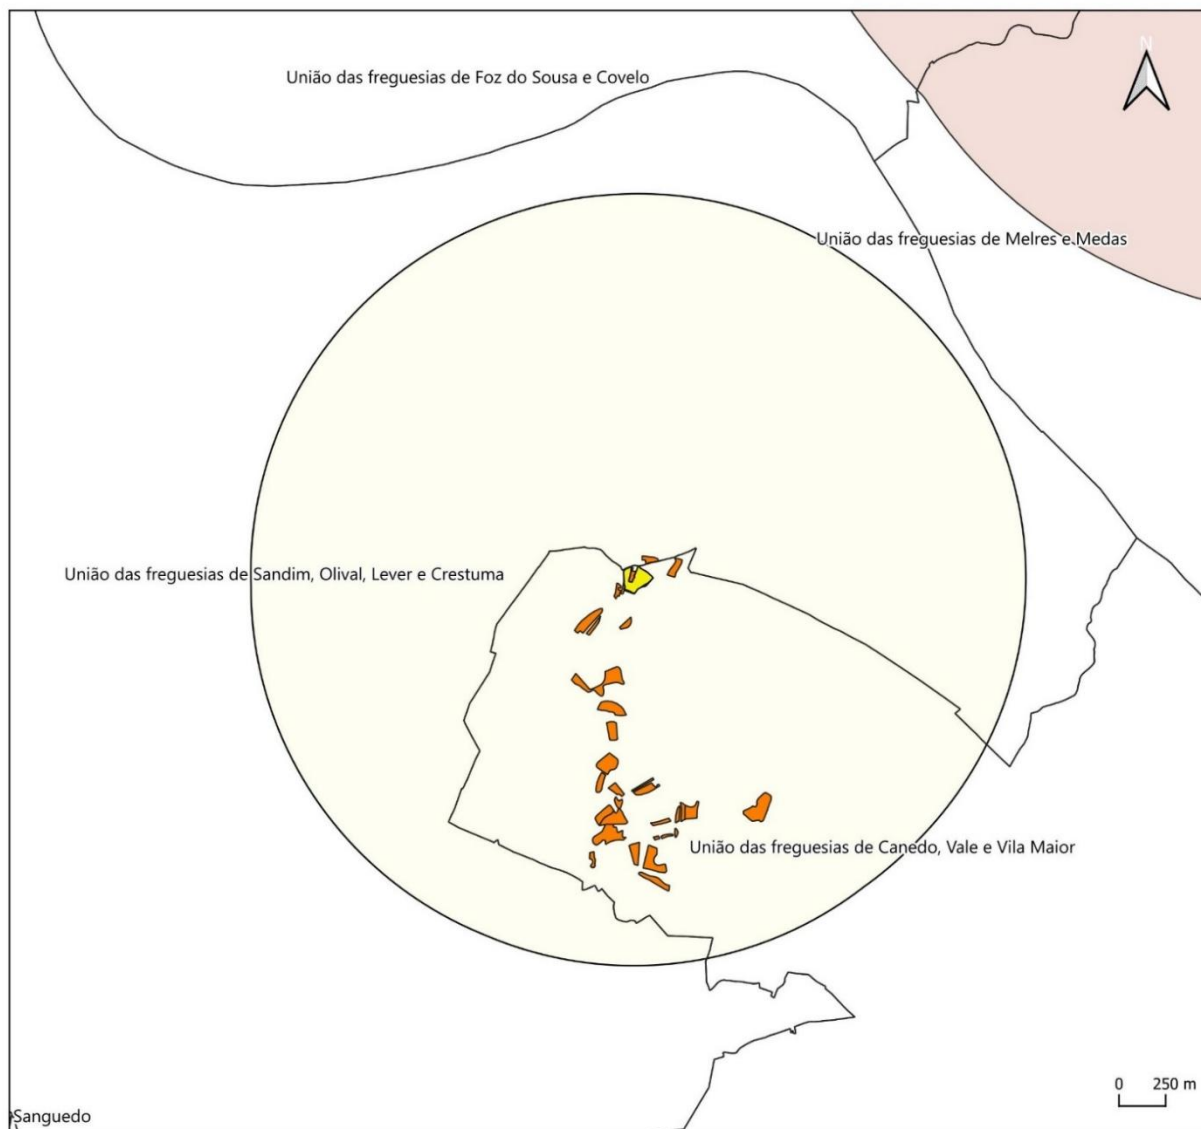 N
União das freguesias de Foz do Sousa e Covelo
União das freguesias de Melres e Medas
União das freguesias de Sandim, Olival, Lever e Crestuma
União das freguesias de Canedo, Vale e Vila Maior
0 250 m
Sanguedo